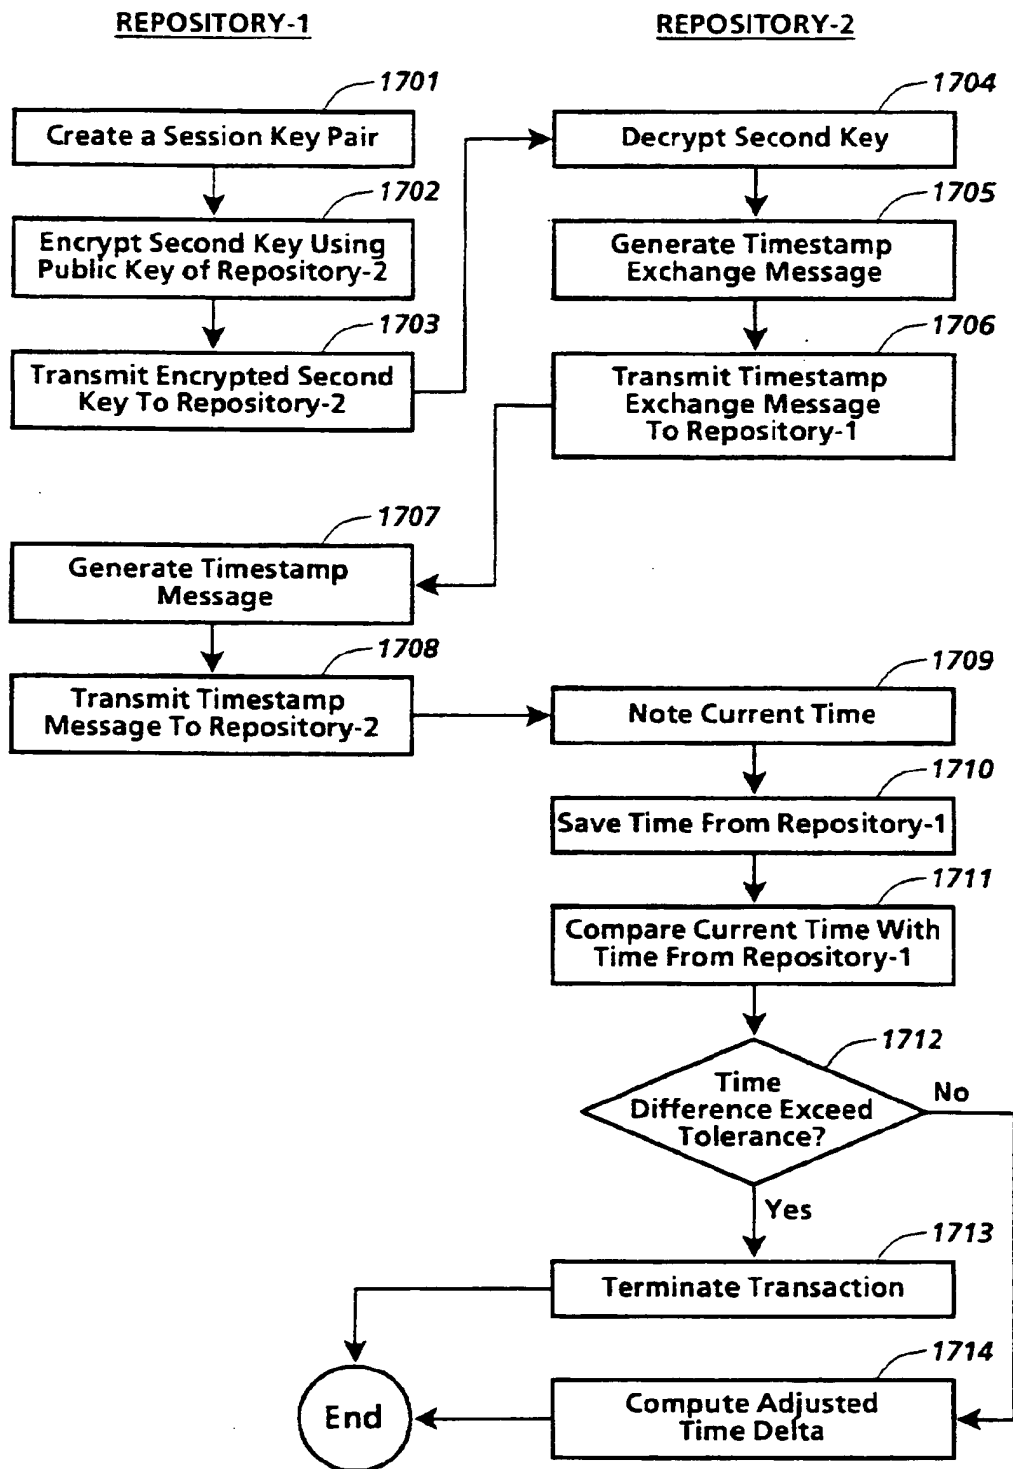 REPOSITORY-1
REPOSITORY-2
1701
Create a Session Key Pair
1702
Encrypt Second Key Using
Public Key of Repository-2
1703
Transmit Encrypted Second
Key To Repository-2
1704
Decrypt Second Key
1705
Generate Timestamp
Exchange Message
1706
Transmit Timestamp
Exchange Message
To Repository-1
1707
Generate Timestamp
Message
1708
Transmit Timestamp
Message To Repository-2
1709
Note Current Time
1710
Save Time From Repository-1
1711
Compare Current Time With
Time From Repository-1
1712
Time
Difference Exceed
Tolerance?
No
Yes
1713
Terminate Transaction
1714
Compute Adjusted
Time Delta
End